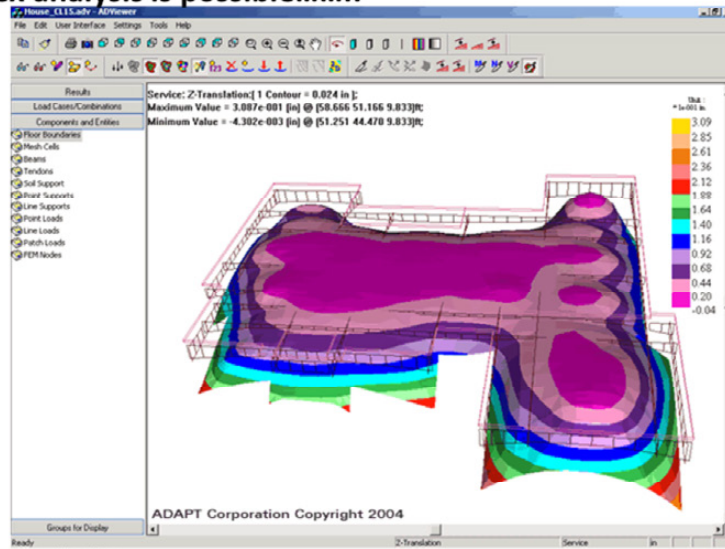 analysis is possible
House_CL15.adv - ADViewer
File Edit User Interface Settings Tools Help
Results
Load Cases/Combinations
Components and Entities
Floor Boundaries
Mesh Cells
Beams
Tendons
Soil Support
Point Supports
Line Supports
Point Loads
Line Loads
Patch Loads
FEM Nodes
Groups for Display
Service: Z-Translation:[ 1 Contour = 0.024 in ];
Maximum Value = 3.087e-001 [in] @ (58.666 51.166 9.833)ft;
Minimum Value = -4.302e-003 [in] @ (51.251 44.470 9.833)ft;
Unit :
*1e-001 in
3.09
2.85
2.61
2.36
2.12
1.88
1.64
1.40
1.16
0.92
0.68
0.44
0.20
-0.04
ADAPT Corporation Copyright 2004
Ready
Z-Translation
Service
in